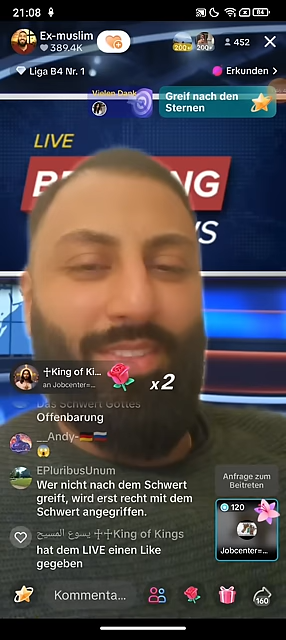 21:08
84
Ex-muslim
389.4K
200+
200+
452
Liga B4 Nr. 1
Erkunden
Vielen Dank
Greif nach den
Sternen
LIVE
BR
NG
S
╬King of Ki...
an Jobcenter=...
x2
Das Schwert Gottes
Offenbarung
__Andy-
EPluribusUnum
Wer nicht nach dem Schwert
greift, wird erst recht mit dem
Schwert angegriffen.
يسوع المسيح ╬╬King of Kings
hat dem LIVE einen Like
gegeben
Anfrage zum
Beitreten
120
Jobcenter=...
Kommenta...
160